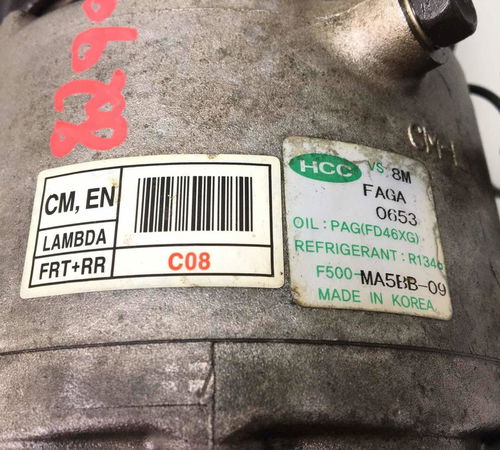 CM, EN
LAMBDA
FRT+RR
C08
HCC VS-8M
FAGA
0653
OIL : PAG(FD46XG)
REFRIGERANT : R134
F500-MA5BB-09
MADE IN KOREA